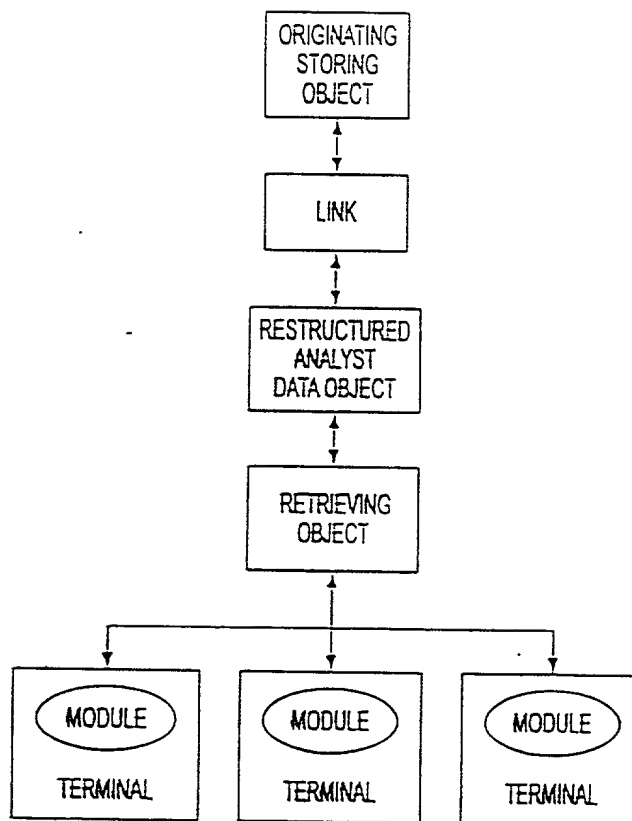 ORIGINATING
STORING
OBJECT
LINK
RESTRUCTURED
ANALYST
DATA OBJECT
RETRIEVING
OBJECT
MODULE
TERMINAL
MODULE
TERMINAL
MODULE
TERMINAL